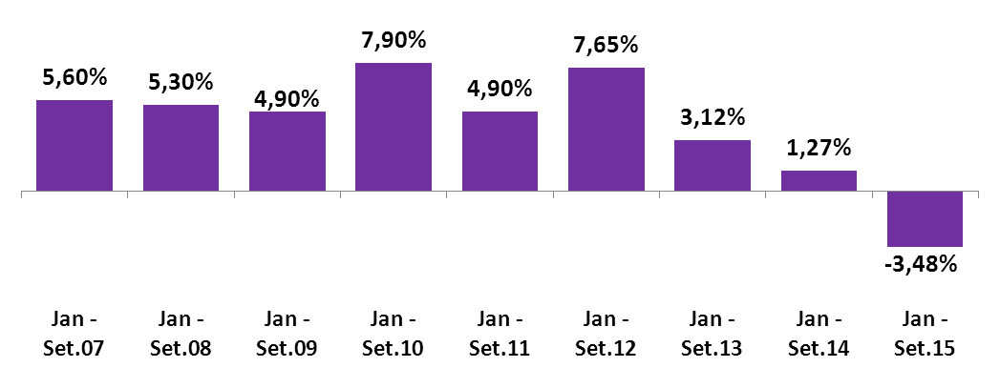 5,60%
5,30%
4,90%
7,90%
4,90%
7,65%
3,12%
1,27%
-3,48%
Jan -
Set.07
Jan -
Set.08
Jan -
Set.09
Jan -
Set.10
Jan -
Set.11
Jan -
Set.12
Jan -
Set.13
Jan -
Set.14
Jan -
Set.15